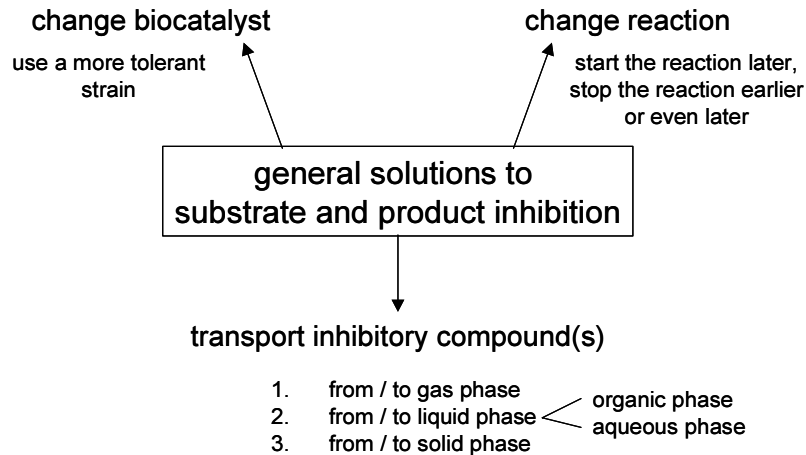 change biocatalyst
use a more tolerant
strain
change reaction
start the reaction later,
stop the reaction earlier
or even later
general solutions to
substrate and product inhibition
transport inhibitory compound(s)
1. from / to gas phase
2. from / to liquid phase
organic phase
aqueous phase
3. from / to solid phase